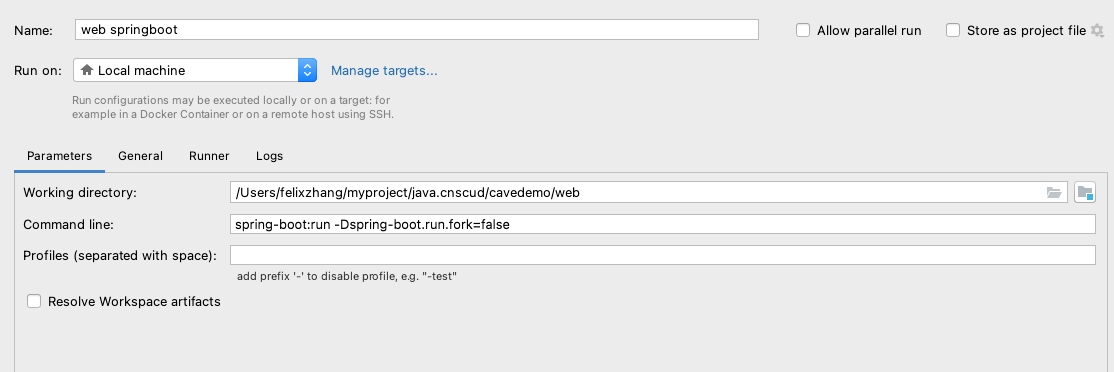 Name: web springboot Allow parallel run Store as project file
Run on: Local machine Manage targets...
Run configurations may be executed locally or on a target: for
example in a Docker Container or on a remote host using SSH.
Parameters General Runner Logs
Working directory: /Users/felixzhang/myproject/java.cnscud/cavedemo/web
Command line: spring-boot:run -Dspring-boot.run.fork=false
Profiles (separated with space):
add prefix '-' to disable profile, e.g. "-test"
Resolve Workspace artifacts